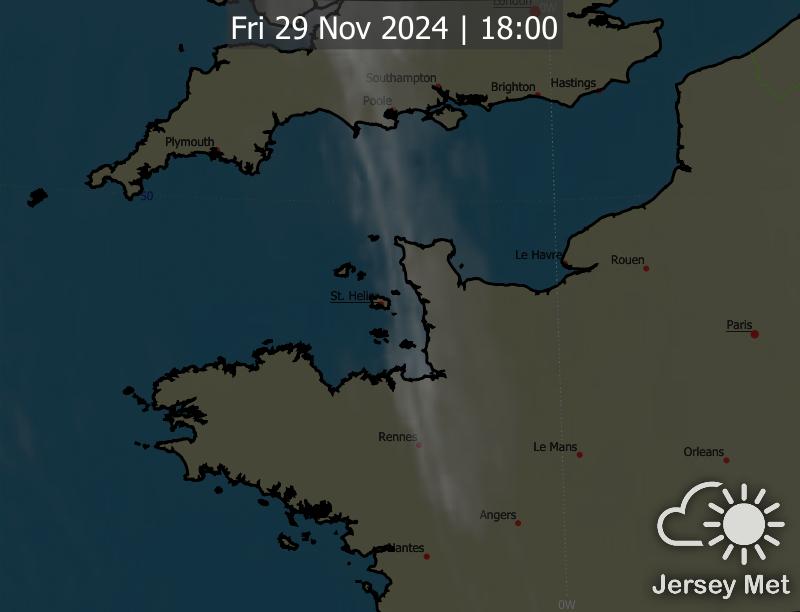 London
0W
Fri 29 Nov 2024 | 18:00
Southampton
Brighton
Hastings
Poole
Plymouth
50
Le Havre
Rouen
St. Heli
Paris
Rennes
Le Mans
Orleans
Angers
Nantes
Jersey Met
0W